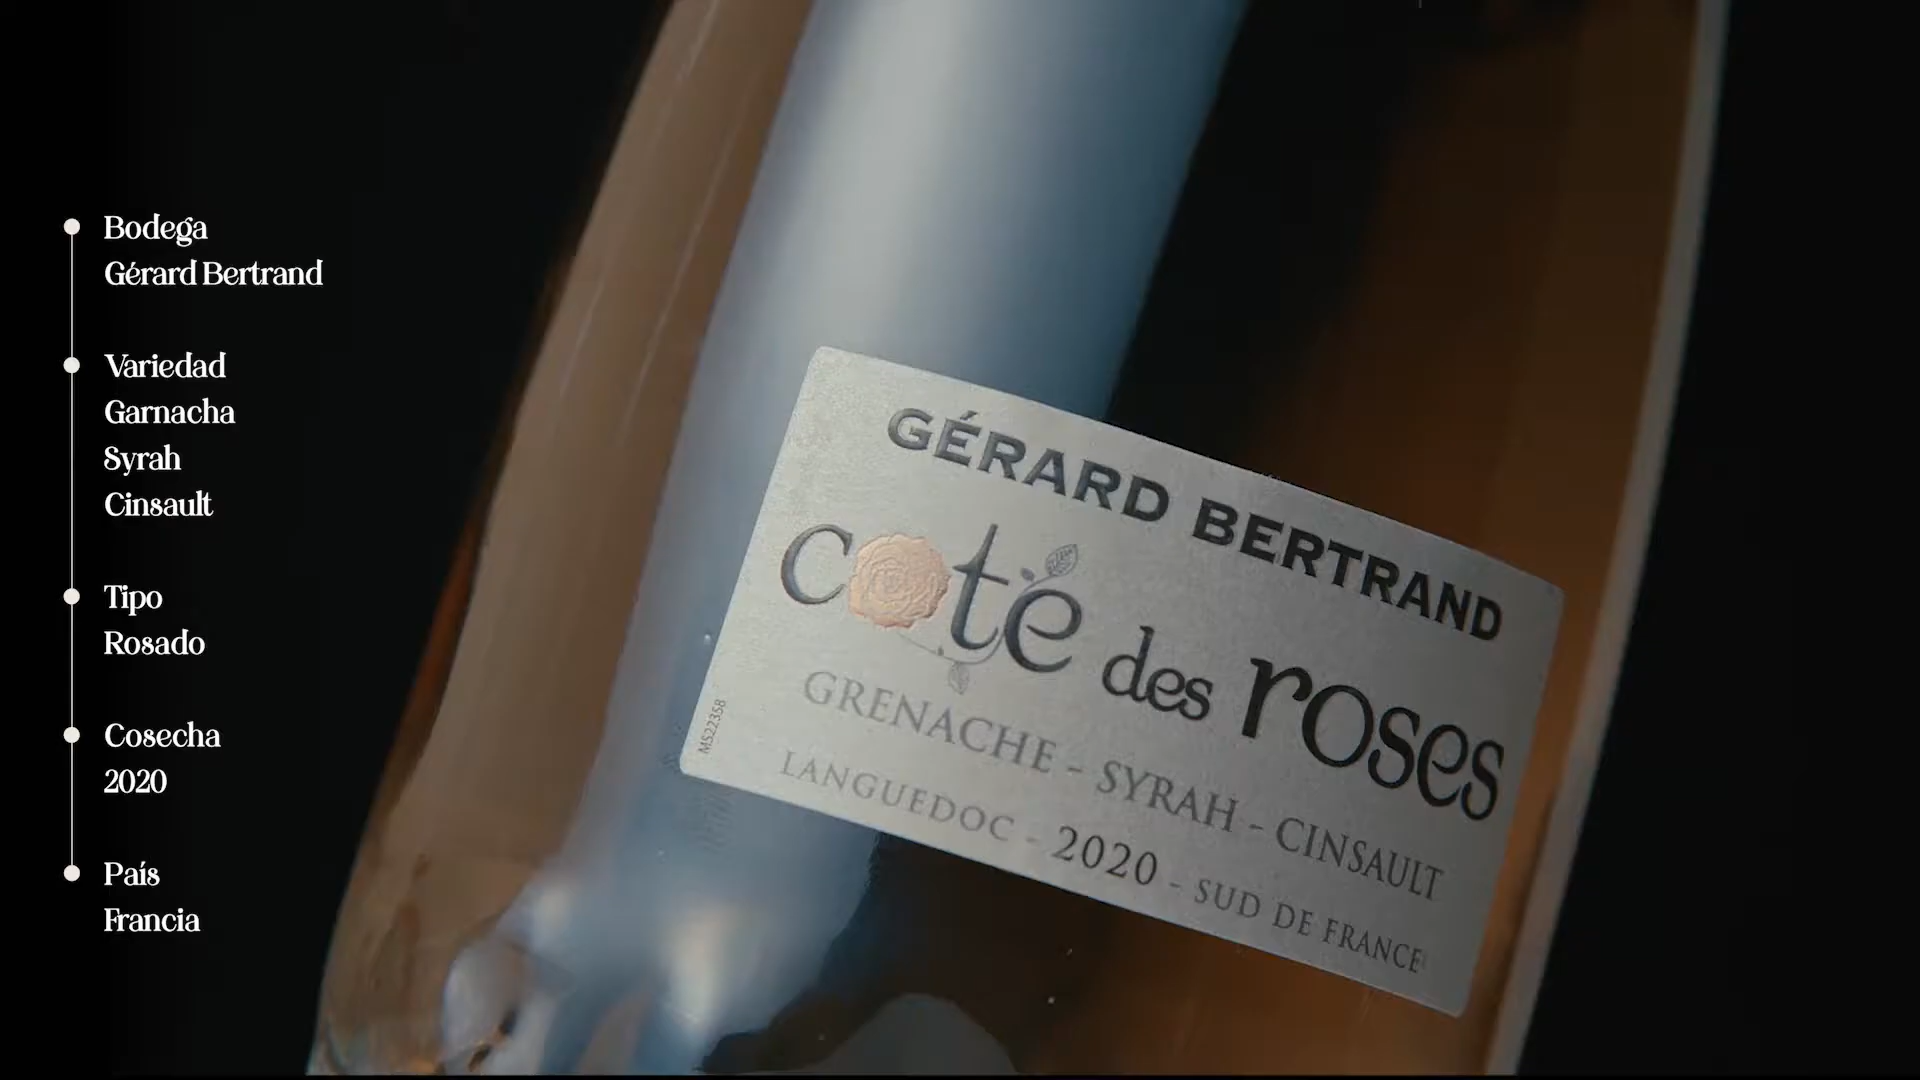 Bodega
Gérard Bertrand
Variedad
Garnacha
Syrah
Cinsault
Tipo
Rosado
Cosecha
2020
País
Francia
GÉRARD BERTRAND
coté des roses
GRENACHE - SYRAH - CINSAULT
LANGUEDOC - 2020 - SUD DE FRANCE
MS22358